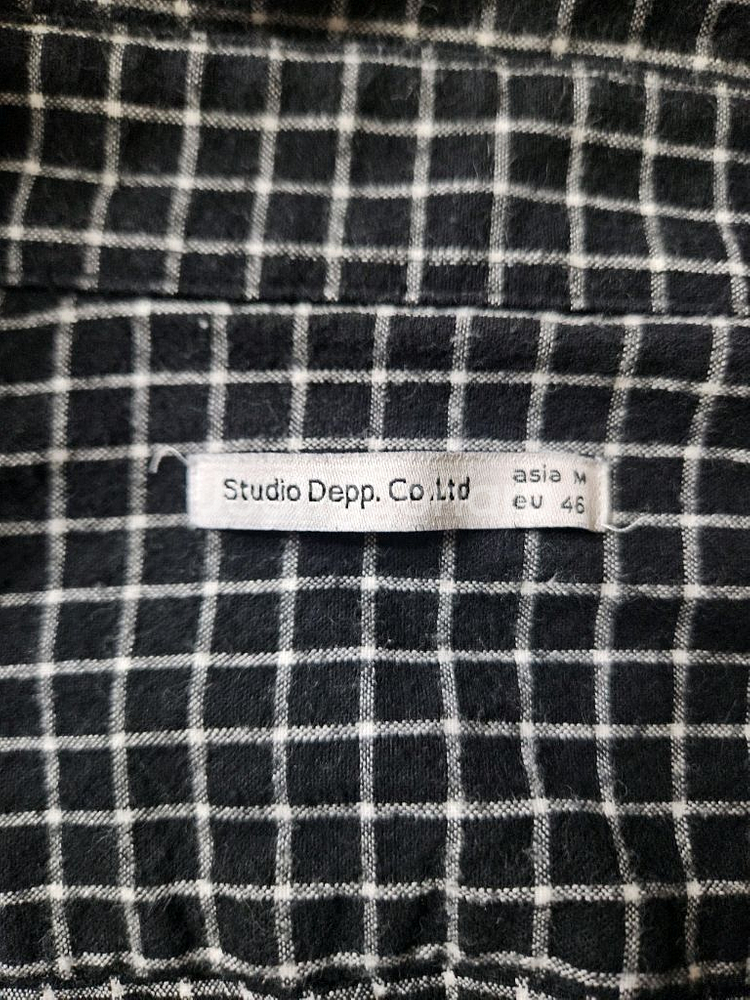 Studio Depp. Co.,Ltd
asia M
eu 46